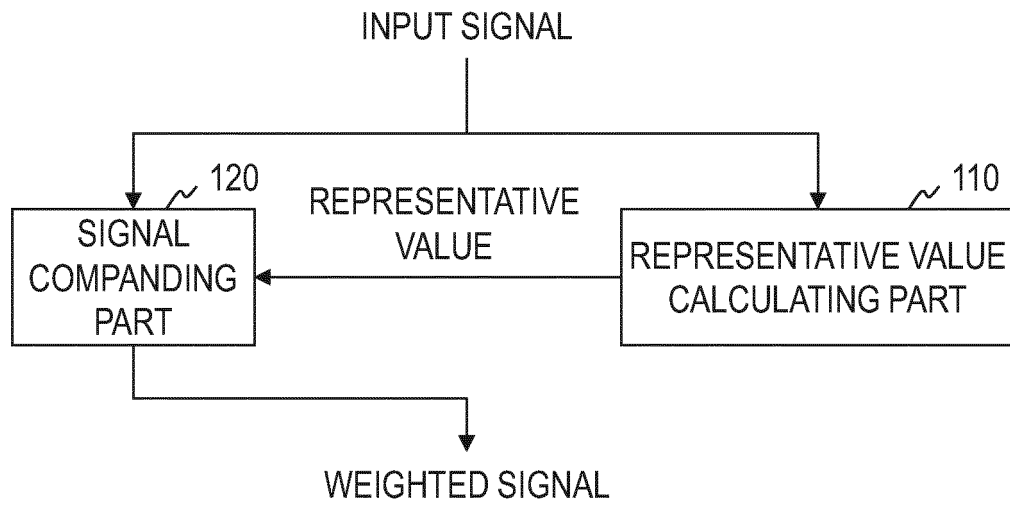 INPUT SIGNAL
120
110
REPRESENTATIVE
VALUE
SIGNAL
COMPANDING
PART
REPRESENTATIVE VALUE
CALCULATING PART
WEIGHTED SIGNAL